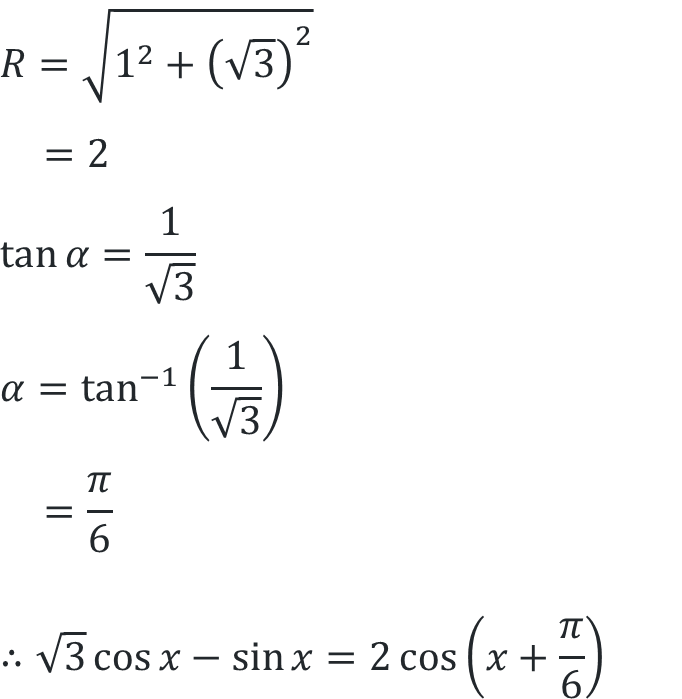 R = √(1² + (√3)²)
= 2
tan α = 1/√3
α = tan⁻¹(1/√3)
= π/6
∴ √3 cos x − sin x = 2 cos(x + π/6)